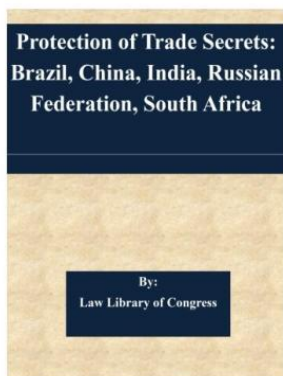 Protection of Trade Secrets:
Brazil, China, India, Russian
Federation, South Africa
By:
Law Library of Congress